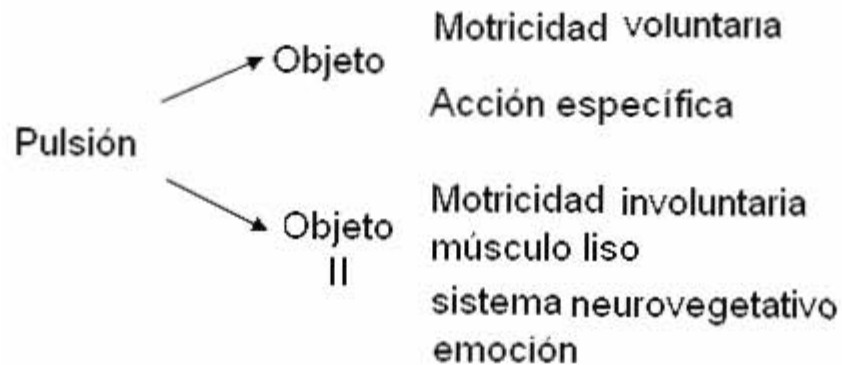 Motricidad voluntaria
Objeto
Acción específica
Pulsión
Motricidad involuntaria
Objeto
músculo liso
II
sistema neurovegetativo
emoción